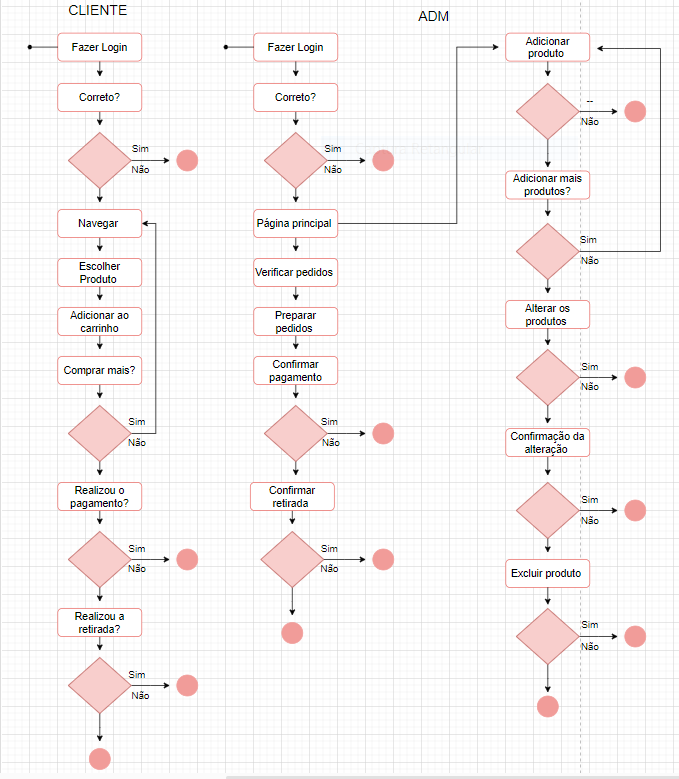 CLIENTE
Fazer Login
Correto?
Sim
Não
Navegar
Escolher
Produto
Adicionar ao
carrinho
Comprar mais?
Sim
Não
Realizou o
pagamento?
Sim
Não
Realizou a
retirada?
Sim
Não
ADM
Fazer Login
Correto?
Sim
Não
Página principal
Verificar pedidos
Preparar
pedidos
Confirmar
pagamento
Sim
Não
Confirmar
retirada
Sim
Não
Adicionar
produto
--
Não
Adicionar mais
produtos?
Sim
Não
Alterar os
produtos
Sim
Não
Confirmação da
alteração
Sim
Não
Excluir produto
Sim
Não